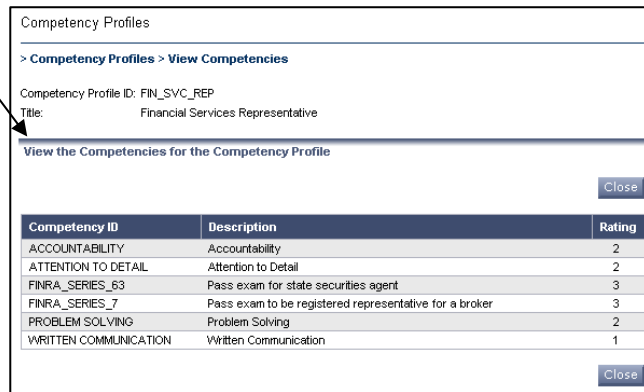 Competency Profiles
> Competency Profiles > View Competencies
Competency Profile ID: FIN_SVC_REP
Title: Financial Services Representative
View the Competencies for the Competency Profile
Close
Competency ID Description Rating
ACCOUNTABILITY Accountability 2
ATTENTION TO DETAIL Attention to Detail 2
FINRA_SERIES_63 Pass exam for state securities agent 3
FINRA_SERIES_7 Pass exam to be registered representative for a broker 3
PROBLEM SOLVING Problem Solving 2
WRITTEN COMMUNICATION Written Communication 1
Close